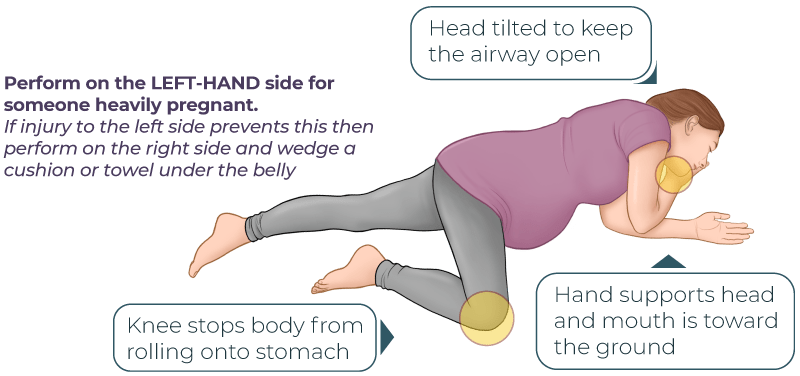 Head tilted to keep
the airway open
Perform on the LEFT-HAND side for
someone heavily pregnant.
If injury to the left side prevents this then
perform on the right side and wedge a
cushion or towel under the belly
Knee stops body from
rolling onto stomach
Hand supports head
and mouth is toward
the ground